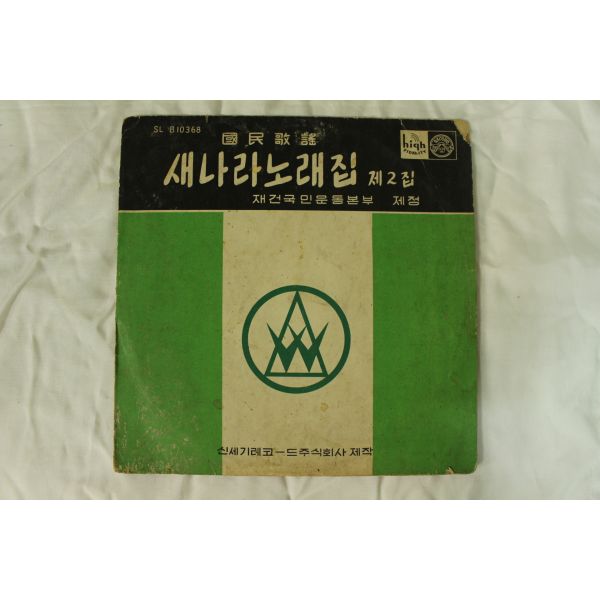 SL B10368
國民歌謠
high
FIDELITY
새나라노래집 제2집
재건국민운동본부 제정
신세기레코ー드주식회사 제작